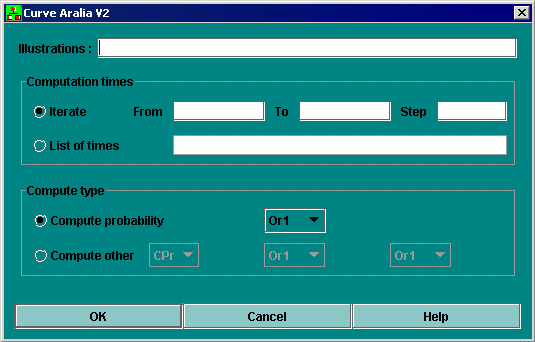 Curve Aralia V2
Illustrations :
Computation times
Iterate From To Step
List of times
Compute type
Compute probability Or1
Compute other CPr Or1 Or1
OK Cancel Help